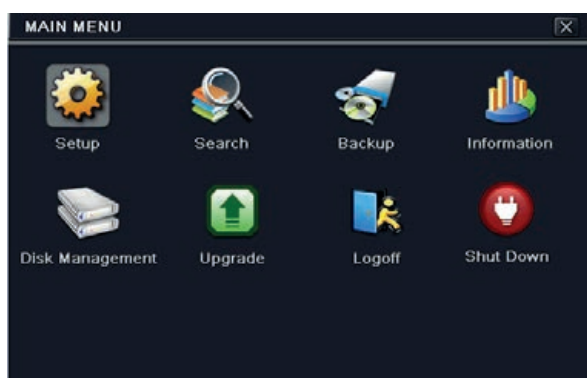 MAIN MENU
Setup Search Backup Information
Disk Management Upgrade Logoff Shut Down